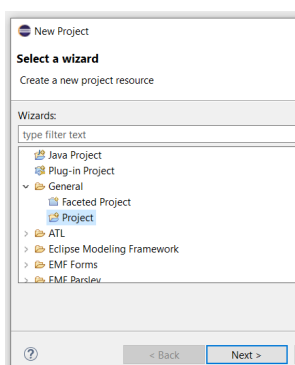 New Project
Select a wizard
Create a new project resource
Wizards:
type filter text
Java Project
Plug-in Project
General
Faceted Project
Project
ATL
Eclipse Modeling Framework
EMF Forms
EMF Parsley
? < Back Next >